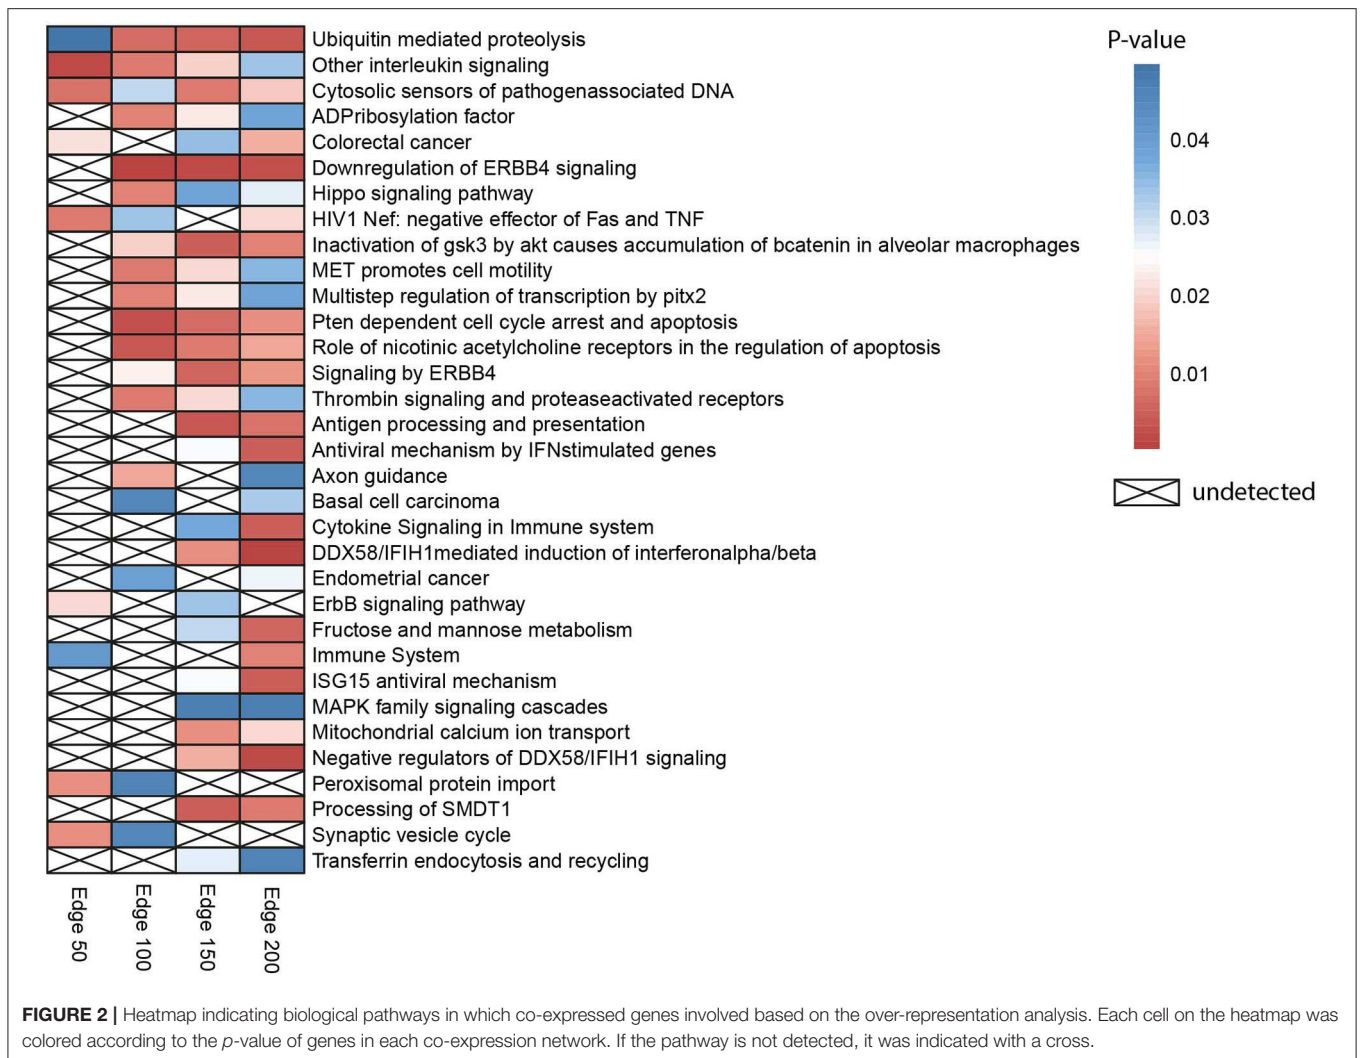 Ubiquitin mediated proteolysis
Other interleukin signaling
Cytosolic sensors of pathogenassociated DNA
ADPribosylation factor
Colorectal cancer
Downregulation of ERBB4 signaling
Hippo signaling pathway
HIV1 Nef: negative effector of Fas and TNF
Inactivation of gsk3 by akt causes accumulation of bcatenin in alveolar macrophages
MET promotes cell motility
Multistep regulation of transcription by pitx2
Pten dependent cell cycle arrest and apoptosis
Role of nicotinic acetylcholine receptors in the regulation of apoptosis
Signaling by ERBB4
Thrombin signaling and proteaseactivated receptors
Antigen processing and presentation
Antiviral mechanism by IFNstimulated genes
Axon guidance
Basal cell carcinoma
Cytokine Signaling in Immune system
DDX58/IFIH1mediated induction of interferonalpha/beta
Endometrial cancer
ErbB signaling pathway
Fructose and mannose metabolism
Immune System
ISG15 antiviral mechanism
MAPK family signaling cascades
Mitochondrial calcium ion transport
Negative regulators of DDX58/IFIH1 signaling
Peroxisomal protein import
Processing of SMDT1
Synaptic vesicle cycle
Transferrin endocytosis and recycling
Edge 50
Edge 100
Edge 150
Edge 200
P-value
0.04
0.03
0.02
0.01
undetected
FIGURE 2 | Heatmap indicating biological pathways in which co-expressed genes involved based on the over-representation analysis. Each cell on the heatmap was
colored according to the p-value of genes in each co-expression network. If the pathway is not detected, it was indicated with a cross.